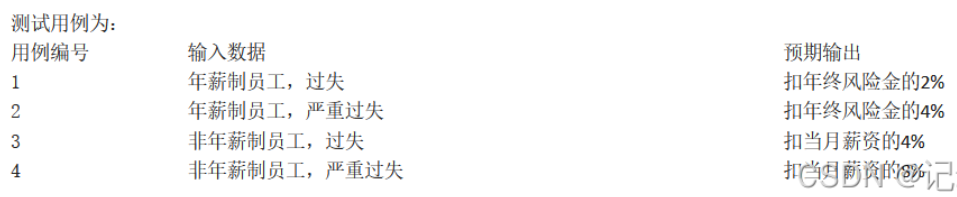 测试用例为：
用例编号 输入数据 预期输出
1 年薪制员工，过失 扣年终风险金的2%
2 年薪制员工，严重过失 扣年终风险金的4%
3 非年薪制员工，过失 扣当月薪资的4%
4 非年薪制员工，严重过失 扣当月薪资的8%
CSDN @记